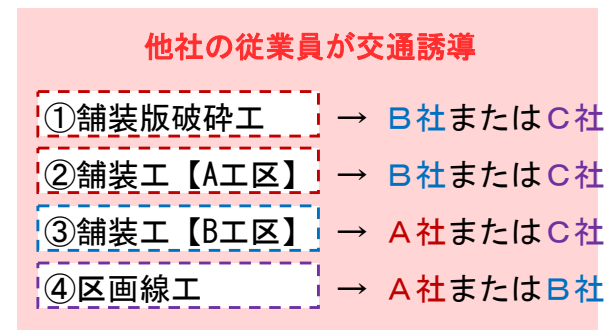 他社の従業員が交通誘導
①舗装版破砕工 → B社またはC社
②舗装工【A工区】 → B社またはC社
③舗装工【B工区】 → A社またはC社
④区画線工 → A社またはB社